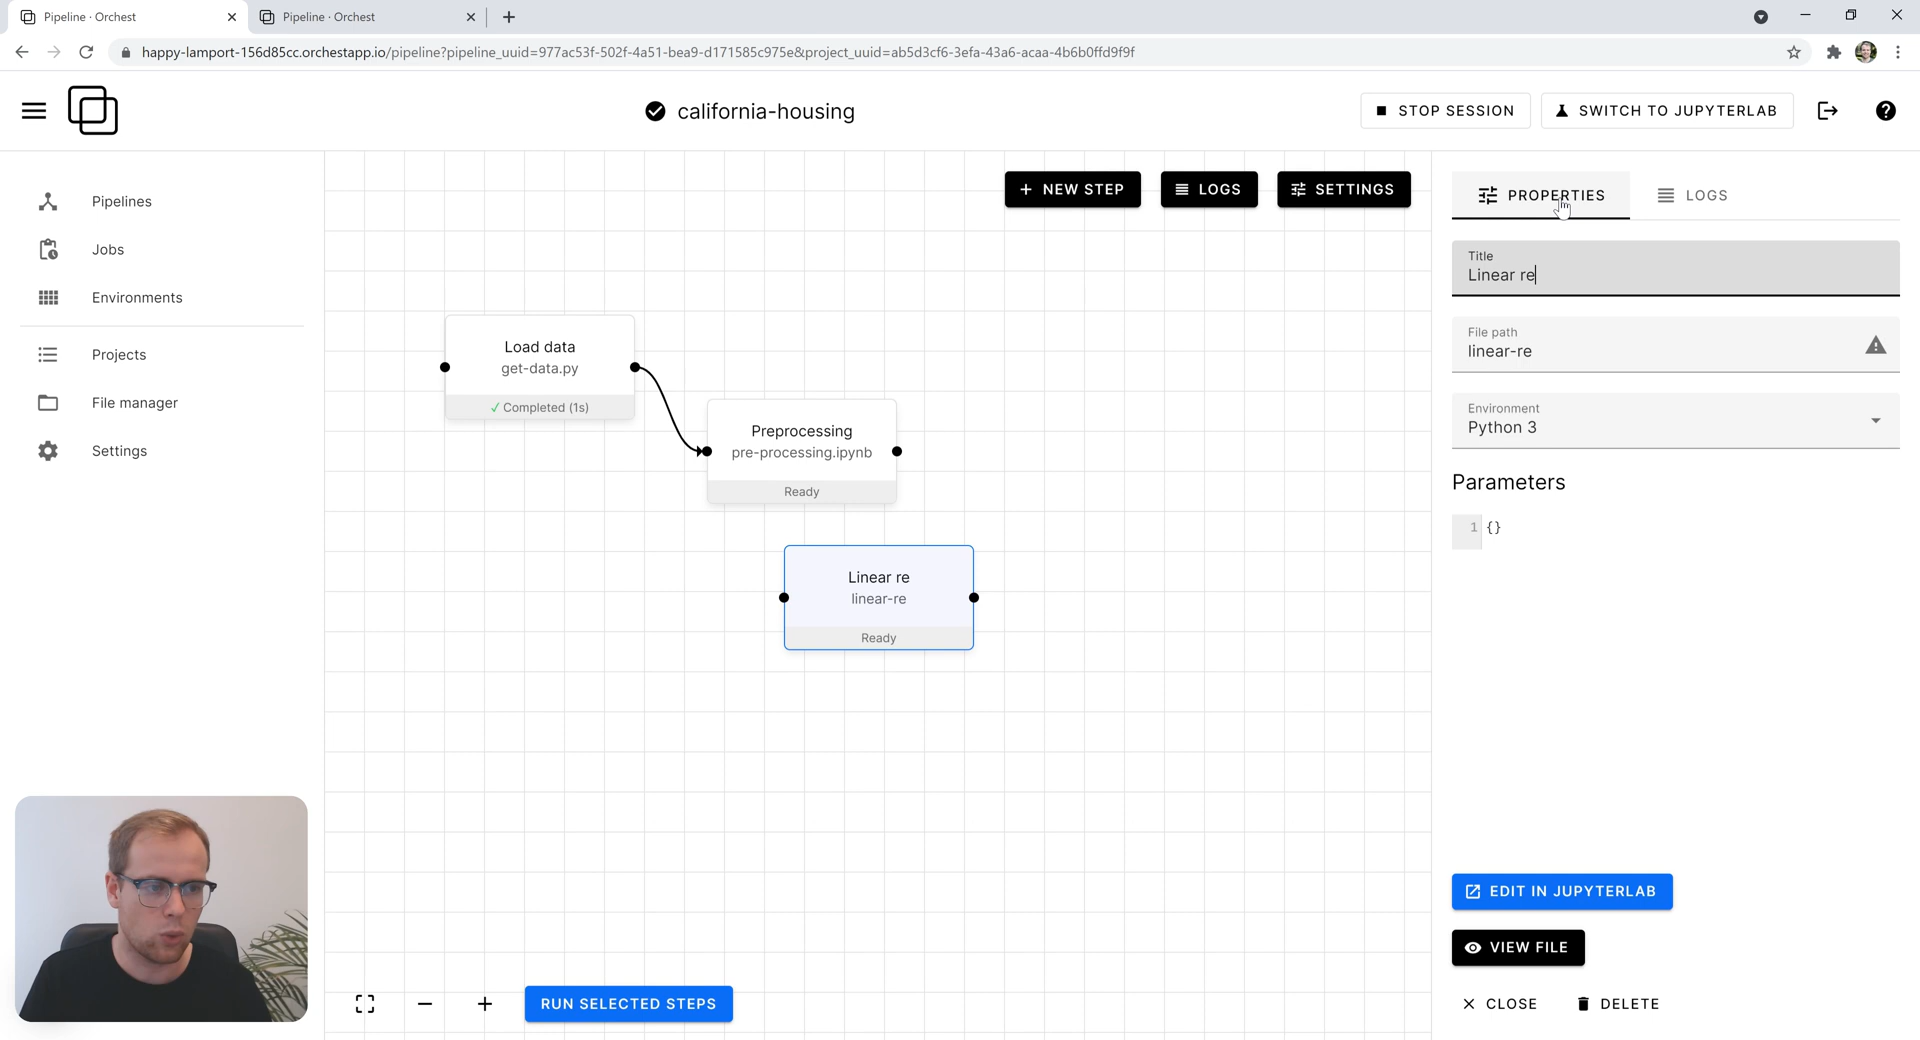 Pipeline · Orchest
Pipeline · Orchest
happy-lamport-156d85cc.orchestapp.io/pipeline?pipeline_uuid=977ac53f-502f-4a51-bea9-d171585c975e&project_uuid=ab5d3cf6-3efa-43a6-acaa-4b6b0ffd9f9f
california-housing
STOP SESSION
SWITCH TO JUPYTERLAB
Pipelines
Jobs
Environments
Projects
File manager
Settings
NEW STEP
LOGS
SETTINGS
Load data
get-data.py
✓ Completed (1s)
Preprocessing
pre-processing.ipynb
Ready
Linear re
linear-re
Ready
RUN SELECTED STEPS
PROPERTIES
LOGS
Title
Linear re
File path
linear-re
Environment
Python 3
Parameters
1 {}
EDIT IN JUPYTERLAB
VIEW FILE
CLOSE
DELETE